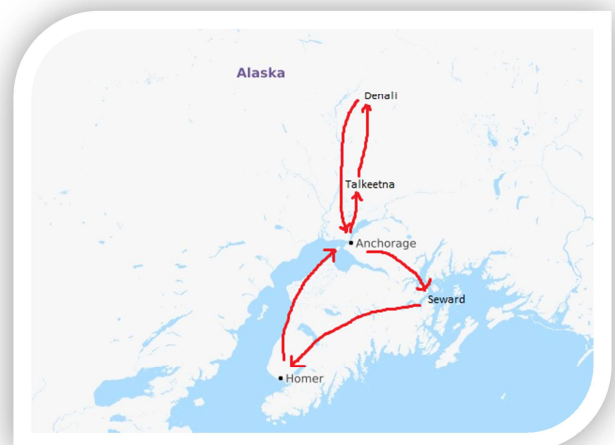 Alaska
Denali
Talkeetna
Anchorage
Seward
Homer